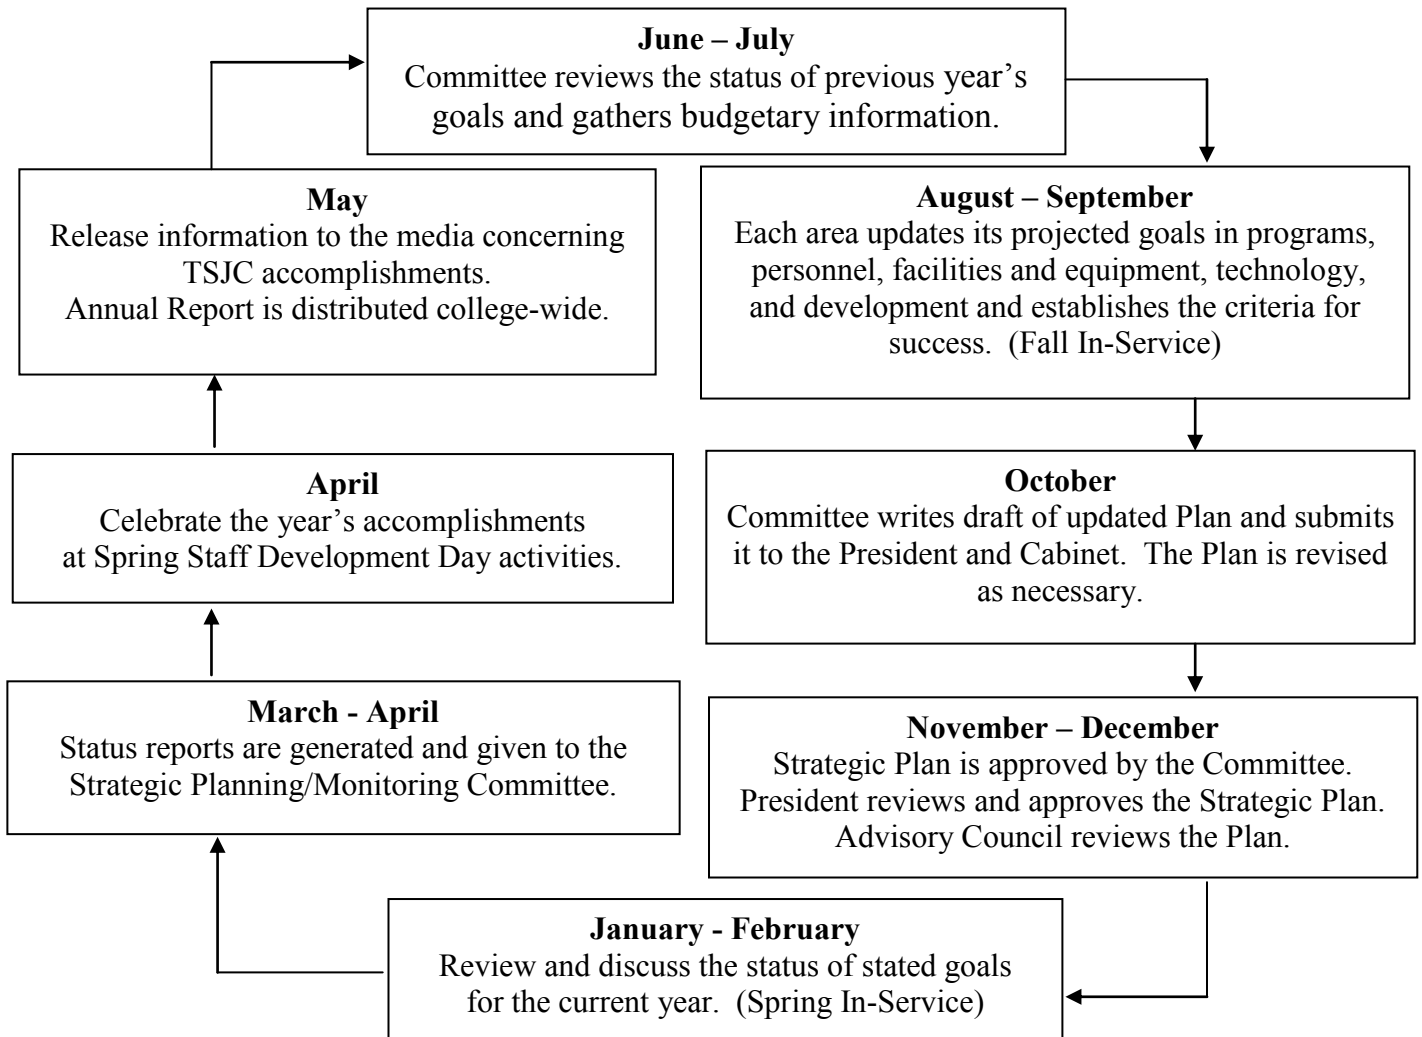 June – July
Committee reviews the status of previous year’s
goals and gathers budgetary information.
August – September
Each area updates its projected goals in programs,
personnel, facilities and equipment, technology,
and development and establishes the criteria for
success.  (Fall In-Service)
October
Committee writes draft of updated Plan and submits
it to the President and Cabinet.  The Plan is revised
as necessary.
November – December
Strategic Plan is approved by the Committee.
President reviews and approves the Strategic Plan.
Advisory Council reviews the Plan.
January - February
Review and discuss the status of stated goals
for the current year.  (Spring In-Service)
March - April
Status reports are generated and given to the
Strategic Planning/Monitoring Committee.
April
Celebrate the year’s accomplishments
at Spring Staff Development Day activities.
May
Release information to the media concerning
TSJC accomplishments.
Annual Report is distributed college-wide.